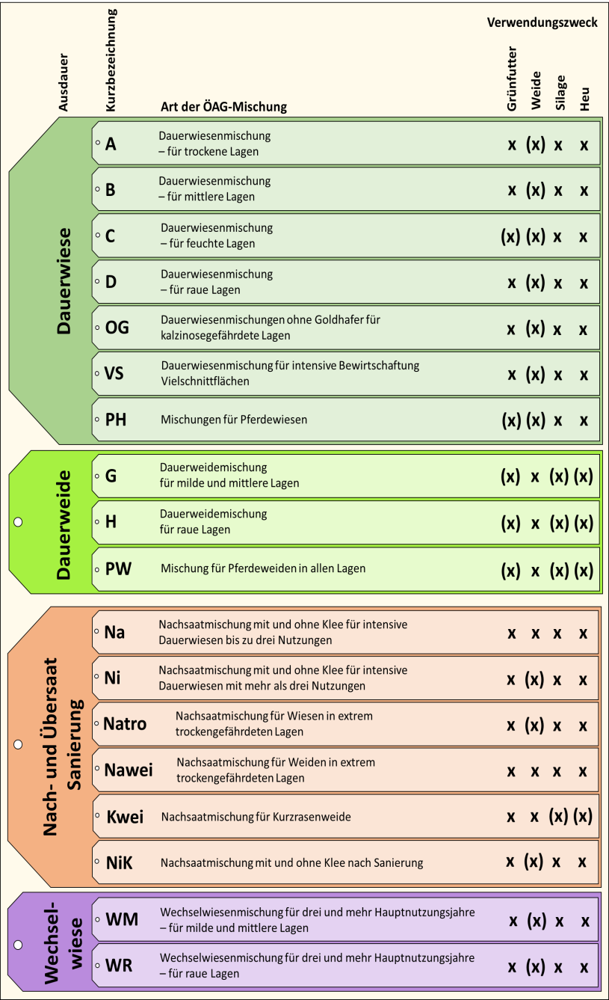 Verwendungszweck
Ausdauer
Kurzbezeichnung
Art der ÖAG-Mischung
Grünfutter
Weide
Silage
Heu
Dauerwiese
A
Dauerwiesenmischung
– für trockene Lagen
x (x) x x
B
Dauerwiesenmischung
– für mittlere Lagen
x (x) x x
C
Dauerwiesenmischung
– für feuchte Lagen
(x) (x) x x
D
Dauerwiesenmischung
– für raue Lagen
x (x) x x
OG
Dauerwiesenmischungen ohne Goldhafer für
kalzinosegefährdete Lagen
x (x) x x
VS
Dauerwiesenmischung für intensive Bewirtschaftung
Vielschnittflächen
x (x) x x
PH
Mischungen für Pferdewiesen
(x) (x) x x
Dauerweide
G
Dauerweidemischung
für milde und mittlere Lagen
(x) x (x) (x)
H
Dauerweidemischung
für raue Lagen
(x) x (x) (x)
PW
Mischung für Pferdeweiden in allen Lagen
(x) x (x) (x)
Nach- und Übersaat
Sanierung
Na
Nachsaatmischung mit und ohne Klee für intensive
Dauerwiesen bis zu drei Nutzungen
x x x x
Ni
Nachsaatmischung mit und ohne Klee für intensive
Dauerwiesen mit mehr als drei Nutzungen
x (x) x x
Natro
Nachsaatmischung für Wiesen in extrem
trockengefährdeten Lagen
x (x) x x
Nawei
Nachsaatmischung für Weiden in extrem
trockengefährdeten Lagen
x x x x
Kwei
Nachsaatmischung für Kurzrasenweide
x x (x) (x)
NiK
Nachsaatmischung mit und ohne Klee nach Sanierung
x (x) x x
Wechsel-
wiese
WM
Wechselwiesenmischung für drei und mehr Hauptnutzungsjahre
– für milde und mittlere Lagen
x (x) x x
WR
Wechselwiesenmischung für drei und mehr Hauptnutzungsjahre
– für raue Lagen
x (x) x x